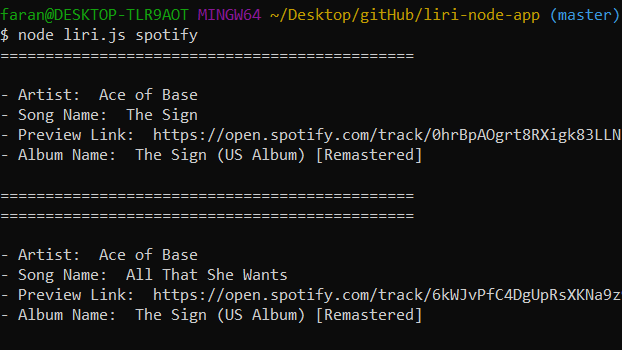 faran@DESKTOP-TLR9AOT MINGW64 ~/Desktop/gitHub/liri-node-app (master)
$ node liri.js spotify
==============================================
- Artist:  Ace of Base
- Song Name:  The Sign
- Preview Link:  https://open.spotify.com/track/0hrBpAOgrt8RXigk83LLN
- Album Name:  The Sign (US Album) [Remastered]
==============================================
==============================================
- Artist:  Ace of Base
- Song Name:  All That She Wants
- Preview Link:  https://open.spotify.com/track/6kWJvPfC4DgUpRsXKNa9z
- Album Name:  The Sign (US Album) [Remastered]